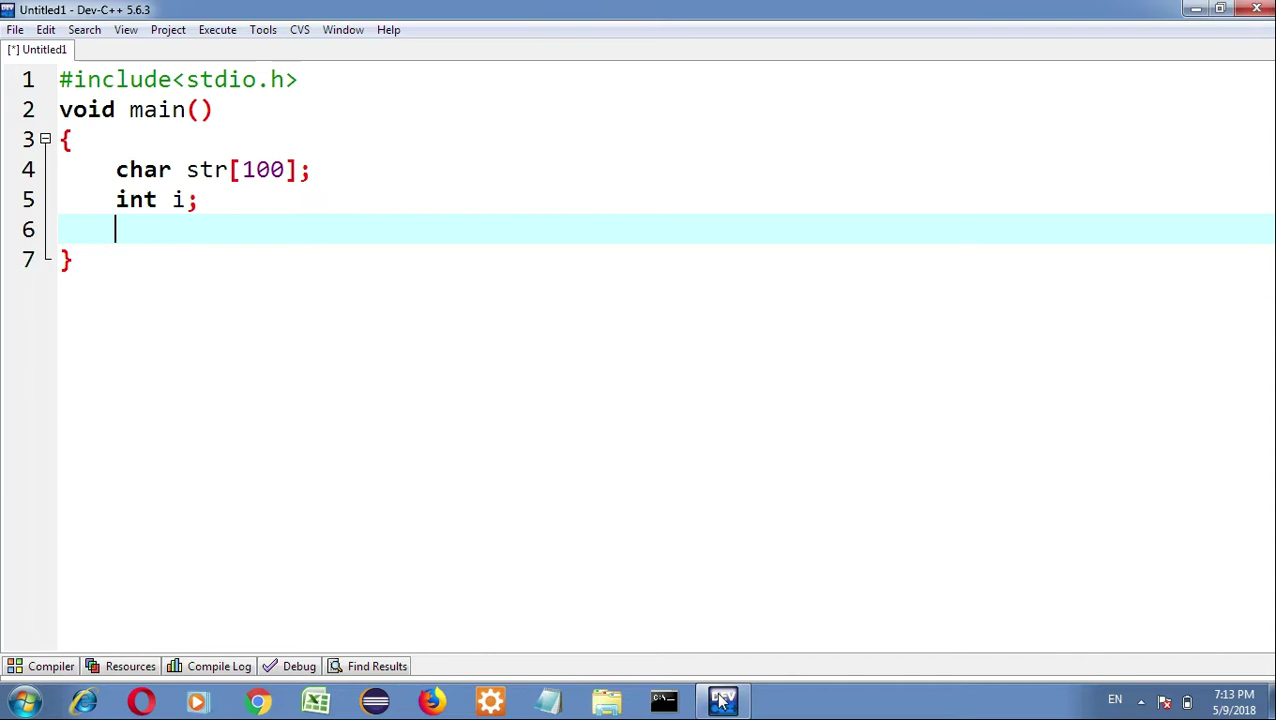 Untitled1 - Dev-C++ 5.6.3
File Edit Search View Project Execute Tools CVS Window Help
[*] Untitled1
1 #include<stdio.h>
2 void main()
3 {
4 char str[100];
5 int i;
6
7 }
Compiler Resources Compile Log Debug Find Results
EN
7:13 PM
5/9/2018